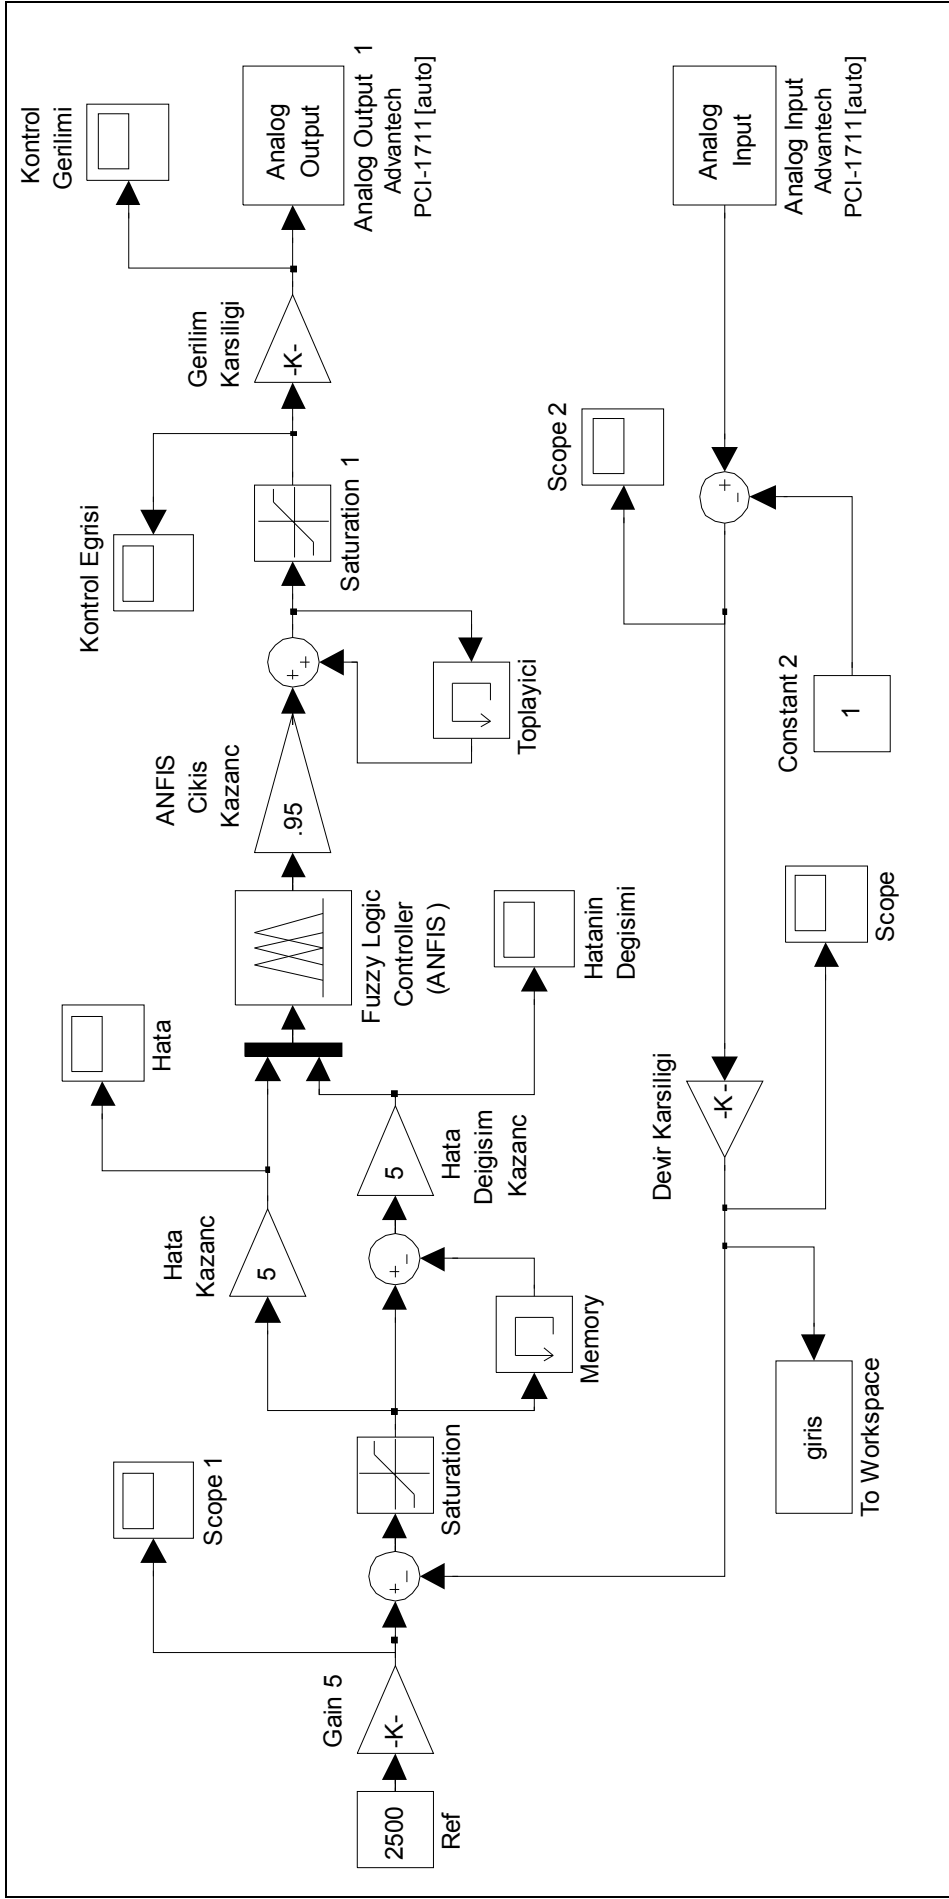 Kontrol
Gerilimi
Analog
Output
Analog Output 1
Advantech
PCI-1711 [auto]
Gerilim
Karsiligi
-K-
Kontrol Egrisi
Saturation 1
Toplayici
ANFIS
Cikis
Kazanc
.95
Fuzzy Logic
Controller
(ANFIS )
Hata
Hatanin
Degisimi
Hata
Kazanc
5
Hata
Deigisim
Kazanc
5
Memory
Saturation
Scope 1
Gain 5
-K-
2500
Ref
Analog
Input
Analog Input
Advantech
PCI-1711 [auto]
Scope 2
Constant 2
1
Scope
Devir Karsiligi
-K-
giris
To Workspace